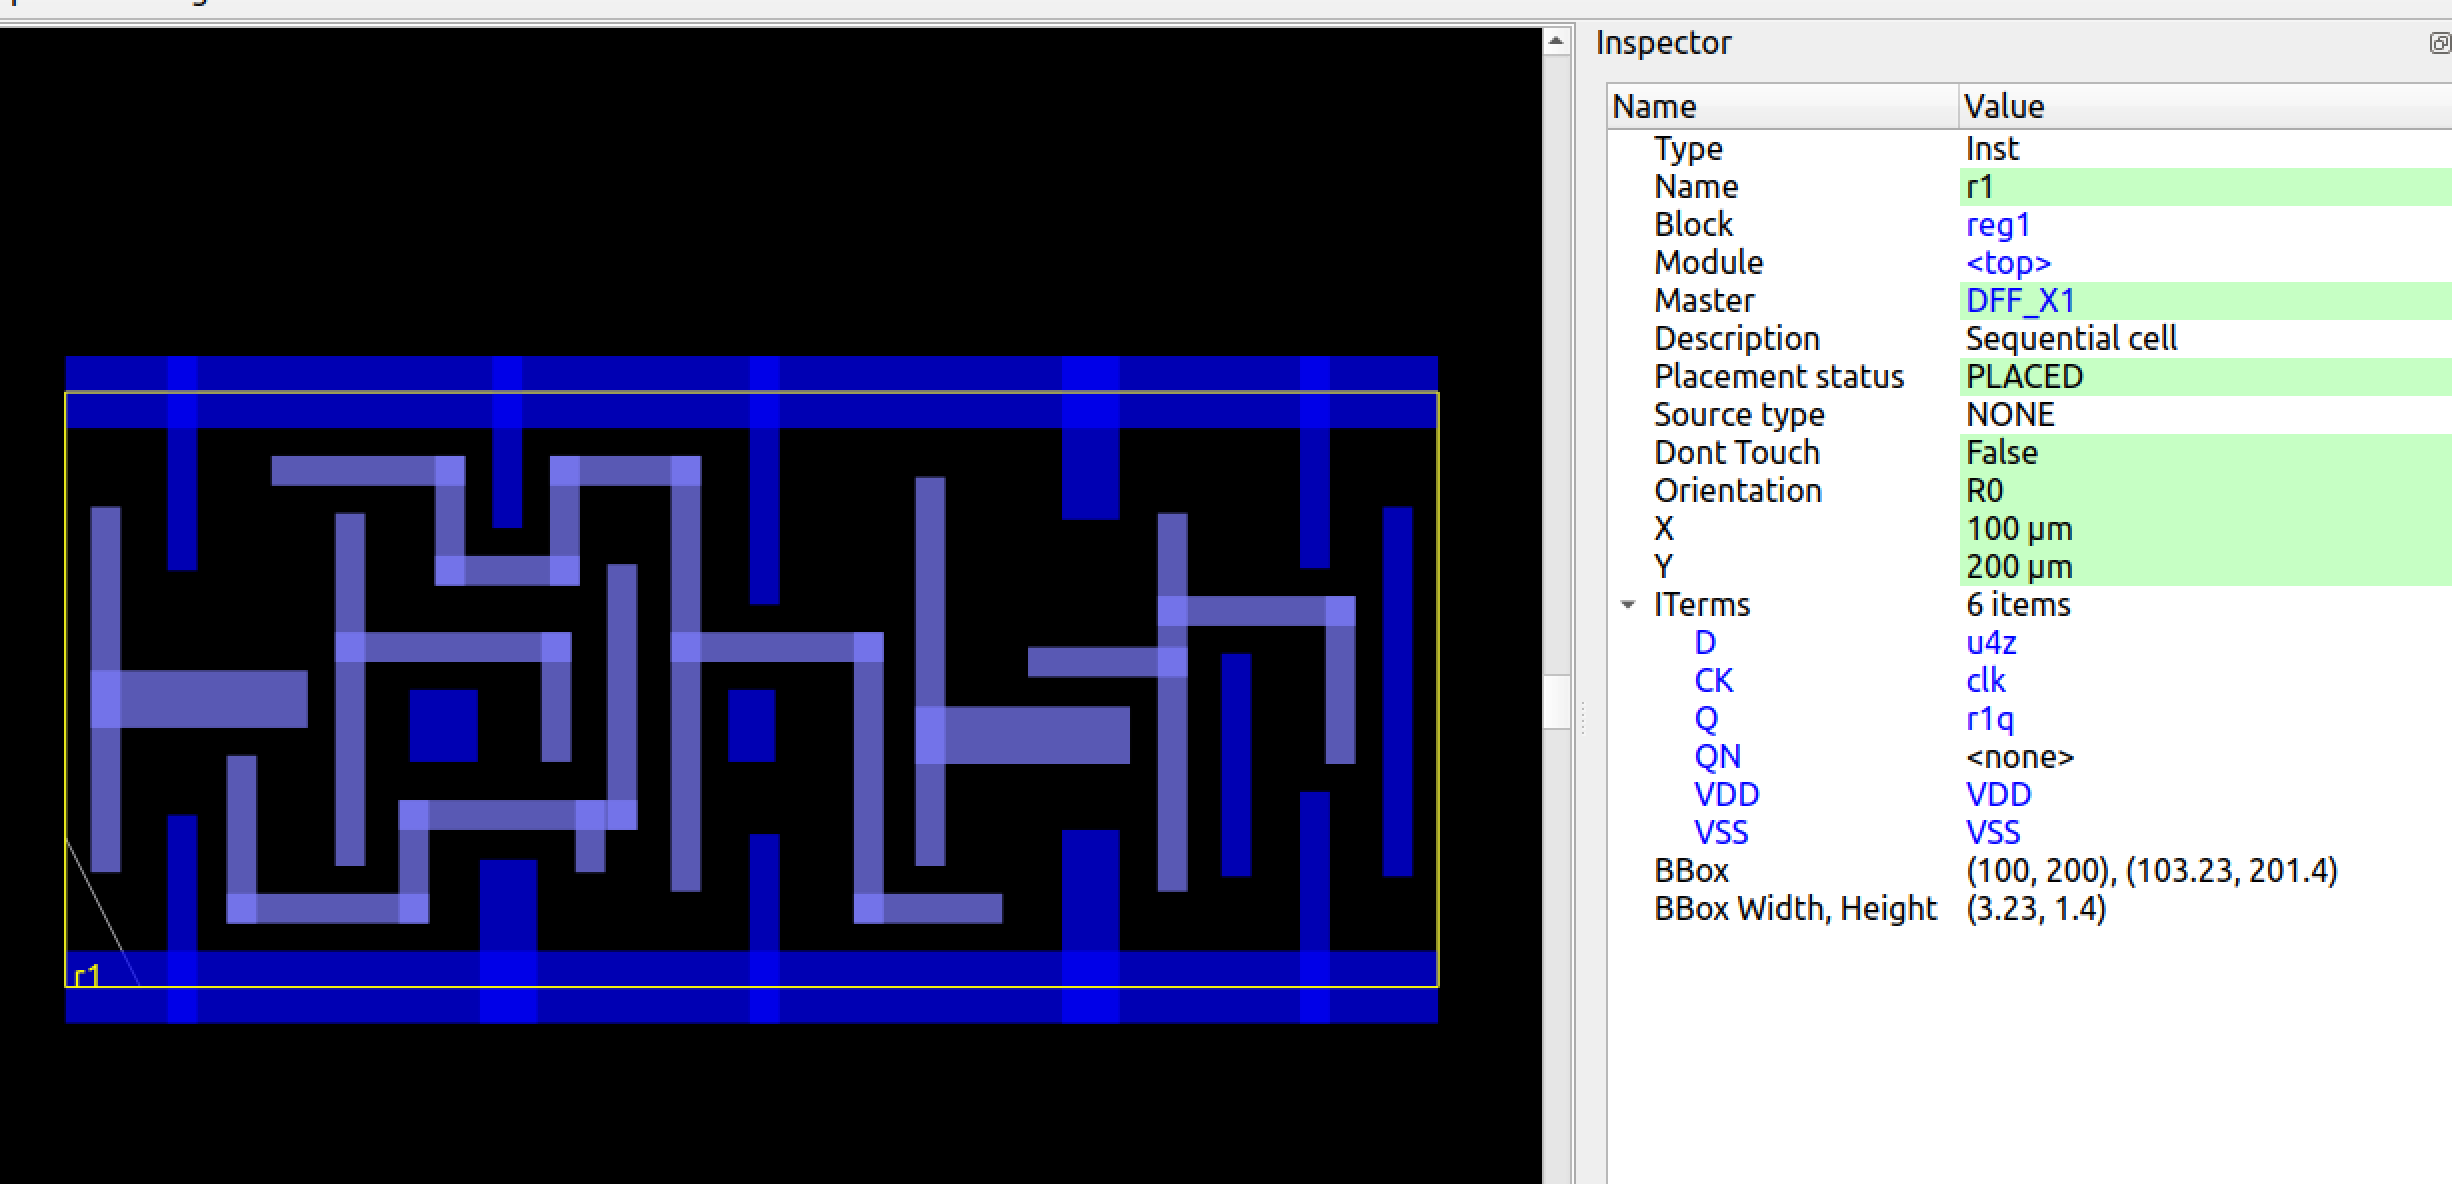 Inspector
Name Value
Type Inst
Name r1
Block reg1
Module <top>
Master DFF_X1
Description Sequential cell
Placement status PLACED
Source type NONE
Dont Touch False
Orientation R0
X 100 µm
Y 200 µm
ITerms 6 items
D u4z
CK clk
Q r1q
QN <none>
VDD VDD
VSS VSS
BBox (100, 200), (103.23, 201.4)
BBox Width, Height (3.23, 1.4)
r1